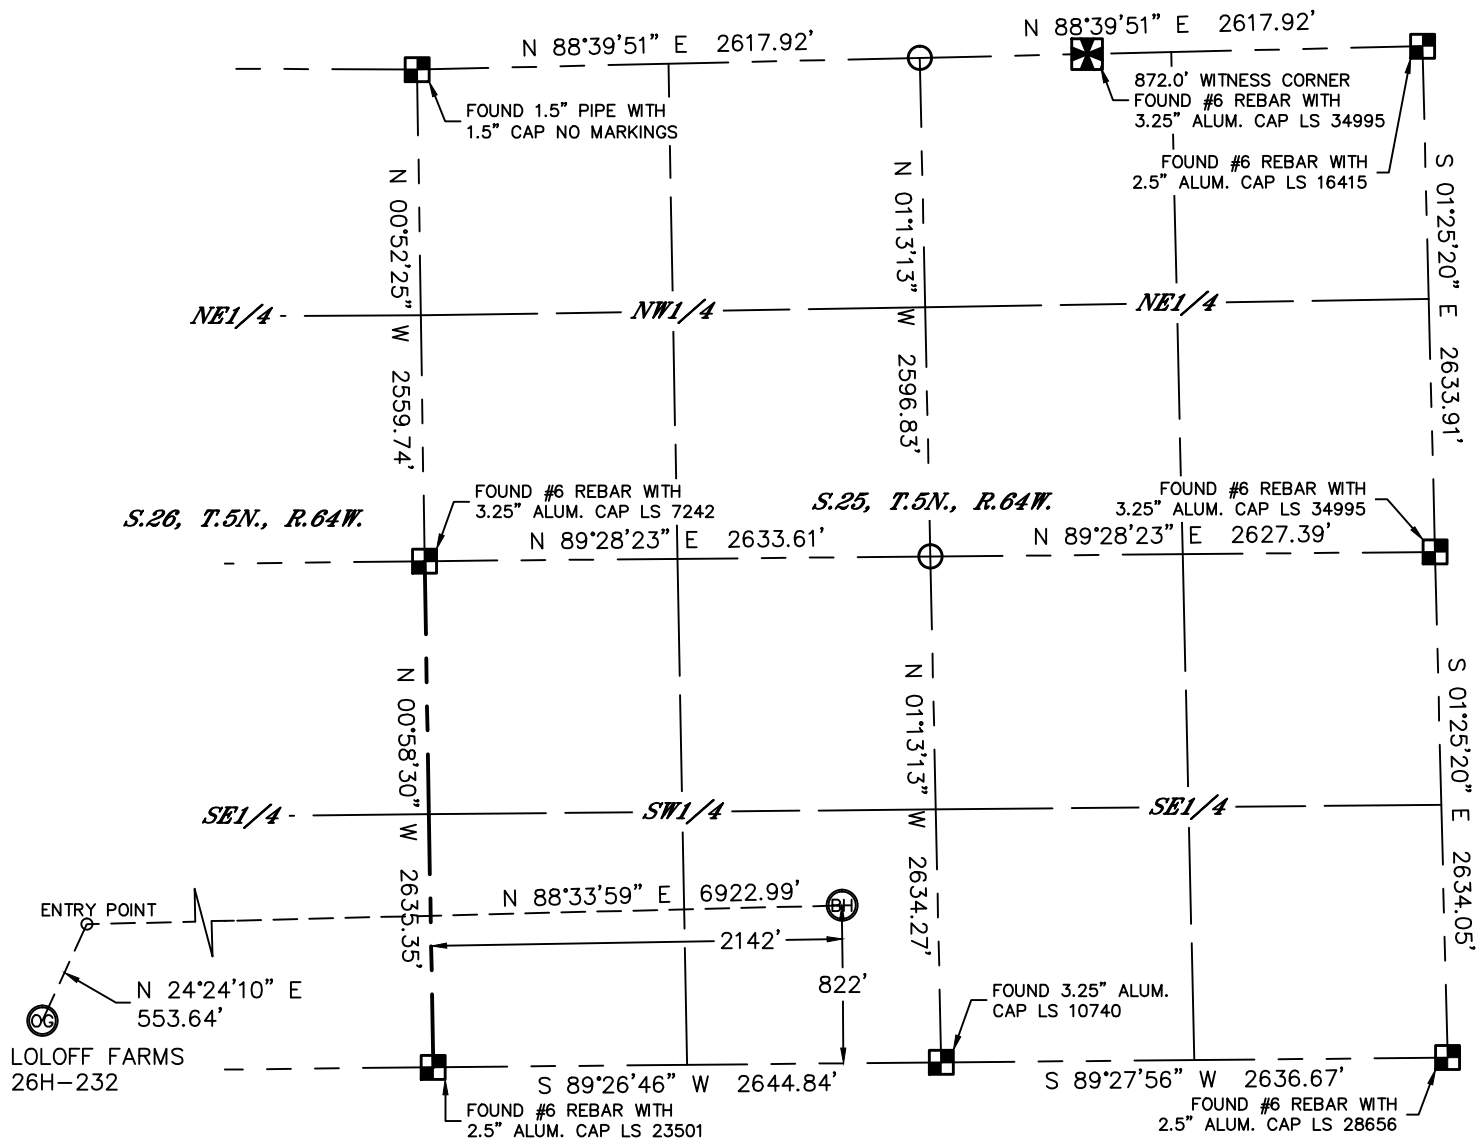 N 88°39'51" E 2617.92'
N 88°39'51" E 2617.92'
FOUND 1.5" PIPE WITH
1.5" CAP NO MARKINGS
872.0' WITNESS CORNER
FOUND #6 REBAR WITH
3.25" ALUM. CAP LS 34995
FOUND #6 REBAR WITH
2.5" ALUM. CAP LS 16415
N 00°52'25" W 2559.74'
N 01°13'13" W 2596.83'
S 01°25'20" E 2633.91'
NE1/4
NW1/4
NE1/4
S.26, T.5N., R.64W.
FOUND #6 REBAR WITH
3.25" ALUM. CAP LS 7242
S.25, T.5N., R.64W.
FOUND #6 REBAR WITH
3.25" ALUM. CAP LS 34995
N 89°28'23" E 2633.61'
N 89°28'23" E 2627.39'
N 00°58'30" W 2635.35'
N 01°13'13" W 2634.27'
S 01°25'20" E 2634.05'
SE1/4
SW1/4
SE1/4
ENTRY POINT
N 88°33'59" E 6922.99'
BH
2142'
822'
N 24°24'10" E
553.64'
OG
LOLOFF FARMS
26H-232
FOUND 3.25" ALUM.
CAP LS 10740
S 89°26'46" W 2644.84'
S 89°27'56" W 2636.67'
FOUND #6 REBAR WITH
2.5" ALUM. CAP LS 23501
FOUND #6 REBAR WITH
2.5" ALUM. CAP LS 28656